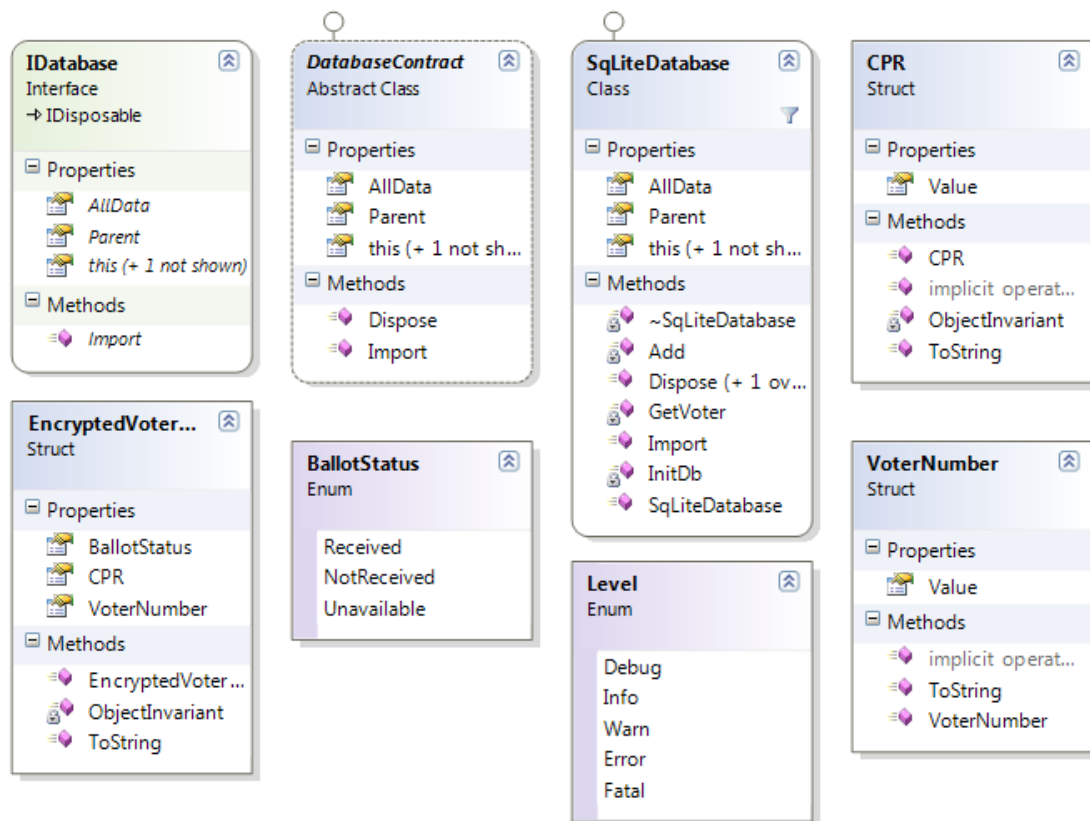 IDatabase
Interface
IDisposable
Properties
AllData
Parent
this (+ 1 not shown)
Methods
Import
DatabaseContract
Abstract Class
Properties
AllData
Parent
this (+ 1 not sh...
Methods
Dispose
Import
SqLiteDatabase
Class
Properties
AllData
Parent
this (+ 1 not sh...
Methods
~SqLiteDatabase
Add
Dispose (+ 1 ov...
GetVoter
Import
InitDb
SqLiteDatabase
CPR
Struct
Properties
Value
Methods
CPR
implicit operat...
ObjectInvariant
ToString
EncryptedVoter...
Struct
Properties
BallotStatus
CPR
VoterNumber
Methods
EncryptedVoter...
ObjectInvariant
ToString
BallotStatus
Enum
Received
NotReceived
Unavailable
Level
Enum
Debug
Info
Warn
Error
Fatal
VoterNumber
Struct
Properties
Value
Methods
implicit operat...
ToString
VoterNumber